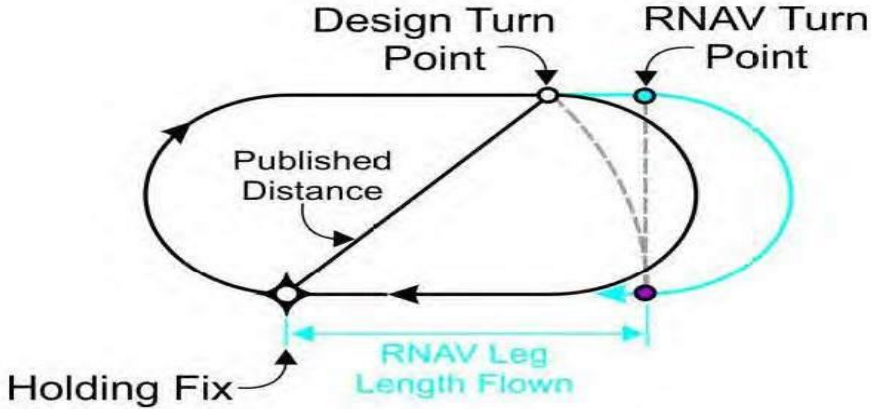 Design Turn
Point
RNAV Turn
Point
Published
Distance
RNAV Leg
Length Flown
Holding Fix